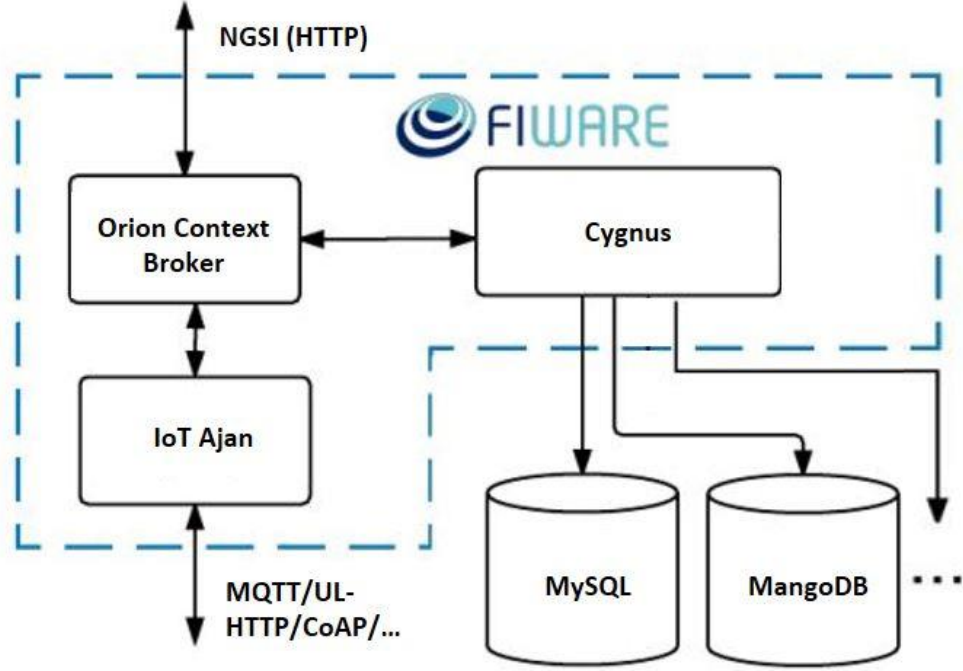 NGSI (HTTP)
FIWARE
Orion Context
Broker
Cygnus
IoT Ajan
MQTT/UL-
HTTP/CoAP/...
MySQL
MangoDB
...